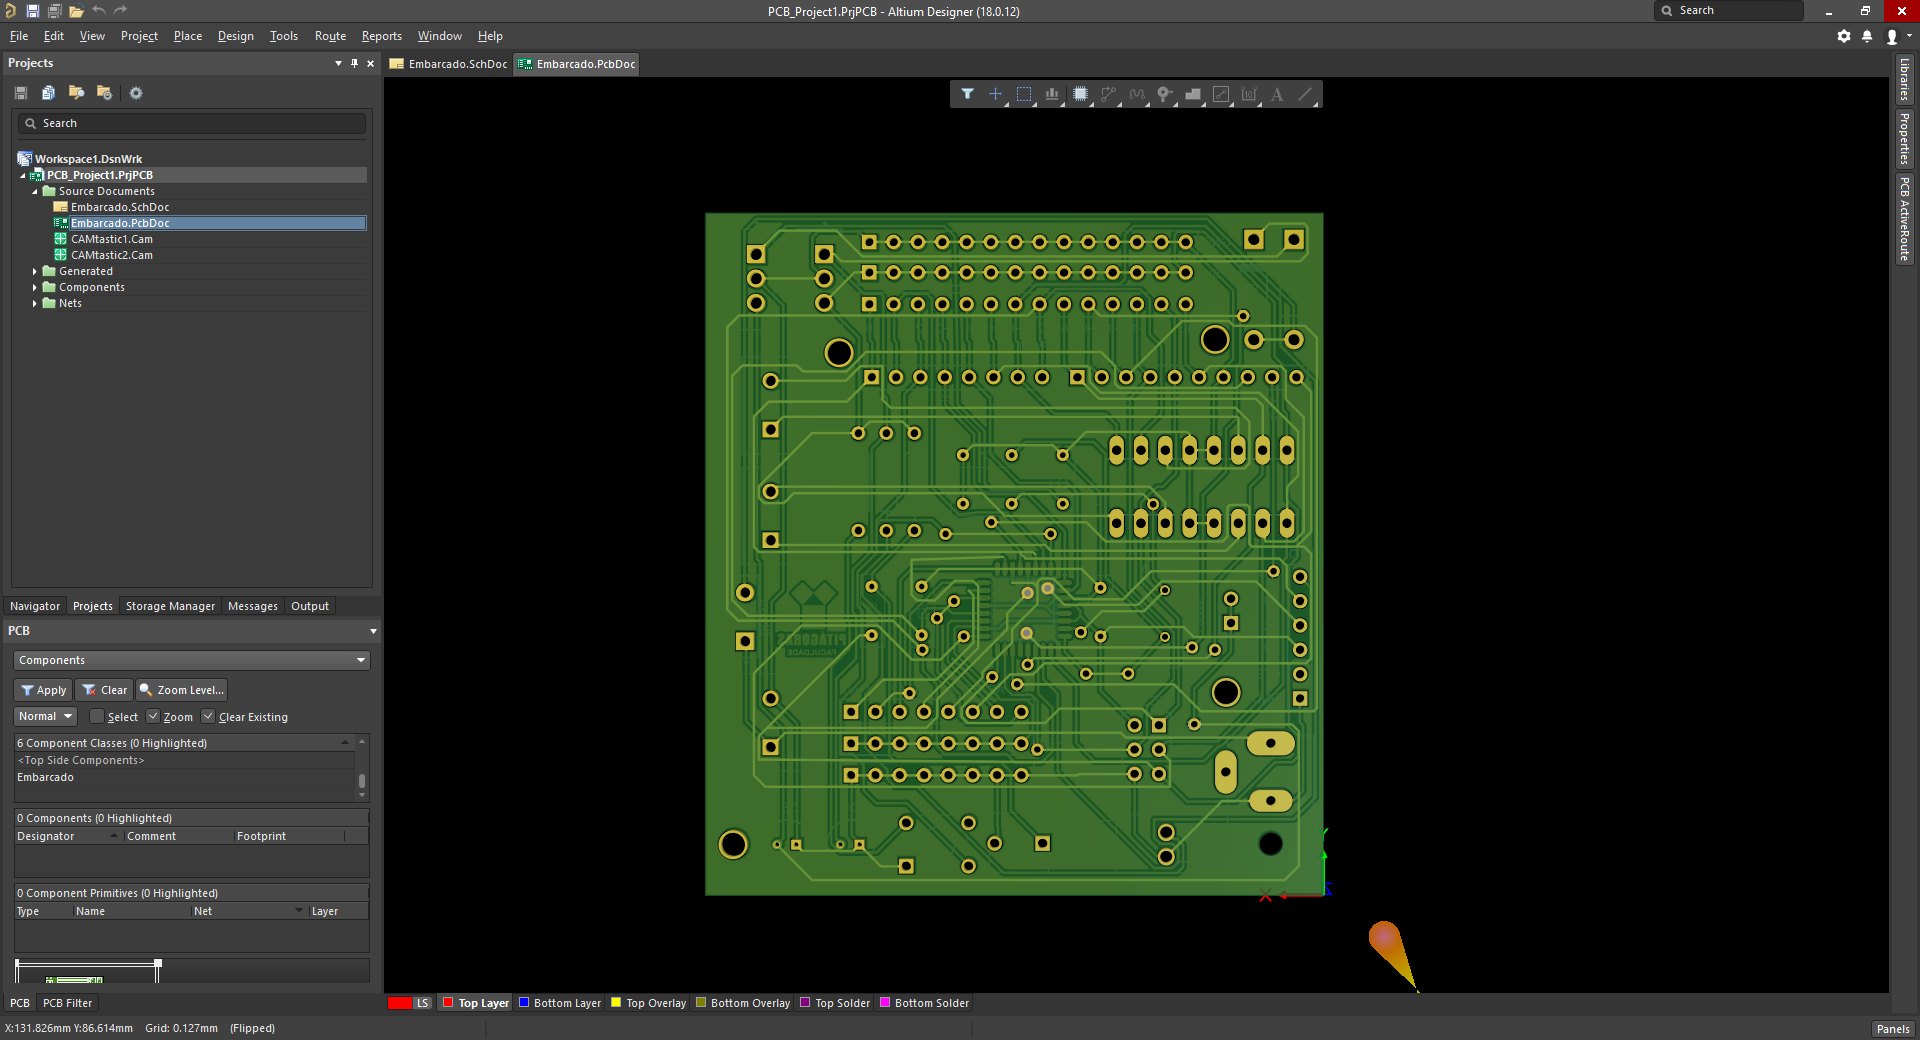 PCB_Project1.PrjPCB - Altium Designer (18.0.12)
Search
File Edit View Project Place Design Tools Route Reports Window Help
Projects
Embarcado.SchDoc
Embarcado.PcbDoc
Search
Workspace1.DsnWrk
PCB_Project1.PrjPCB
Source Documents
Embarcado.SchDoc
Embarcado.PcbDoc
CAMtastic1.Cam
CAMtastic2.Cam
Generated
Components
Nets
Libraries
Properties
PCB ActiveRoute
Navigator Projects Storage Manager Messages Output
PCB
Components
Apply Clear Zoom Level...
Normal Select Zoom Clear Existing
6 Component Classes (0 Highlighted)
<Top Side Components>
Embarcado
0 Components (0 Highlighted)
Designator Comment Footprint
0 Component Primitives (0 Highlighted)
Type Name Net Layer
PITAGORAS
FACULDADE
PCB PCB Filter
LS Top Layer Bottom Layer Top Overlay Bottom Overlay Top Solder Bottom Solder
X:131.826mm Y:86.614mm Grid: 0.127mm (Flipped)
Panels